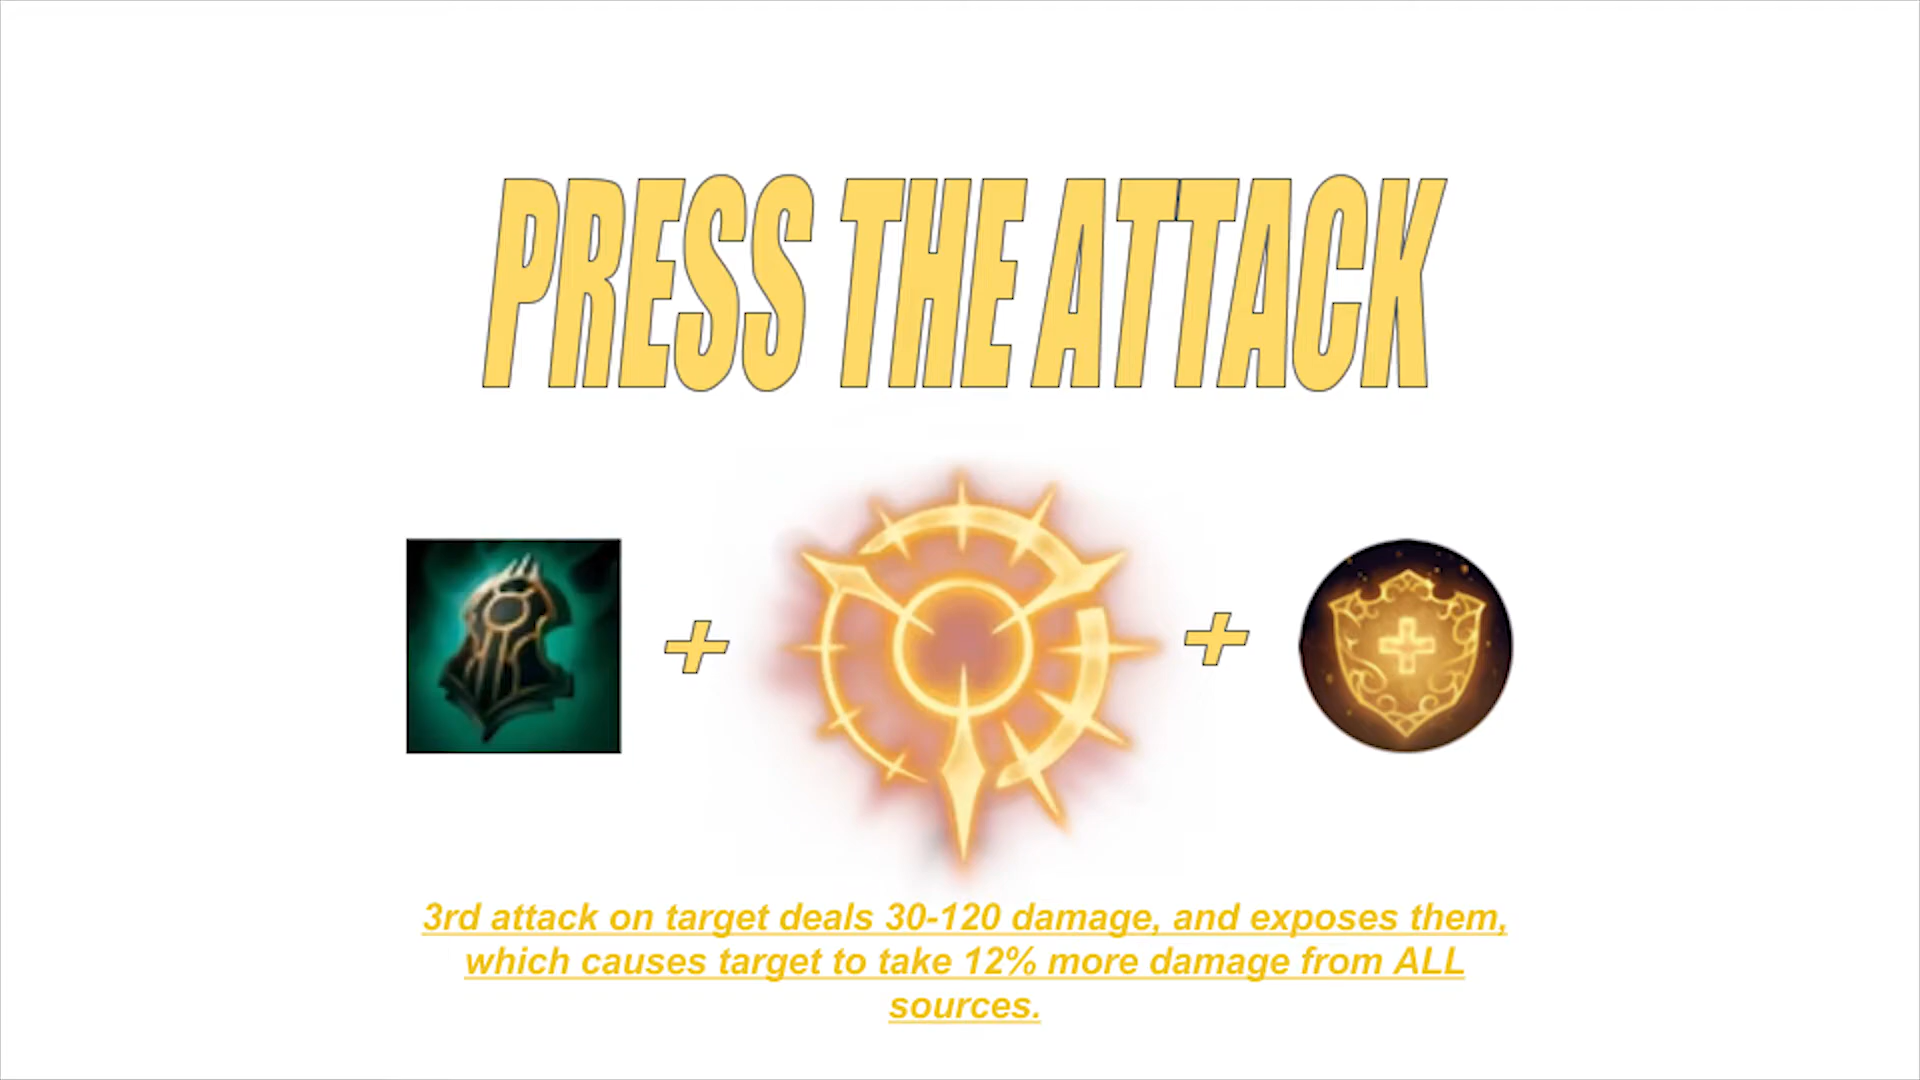 PRESS THE ATTACK
+ +
3rd attack on target deals 30-120 damage, and exposes them,
which causes target to take 12% more damage from ALL
sources.